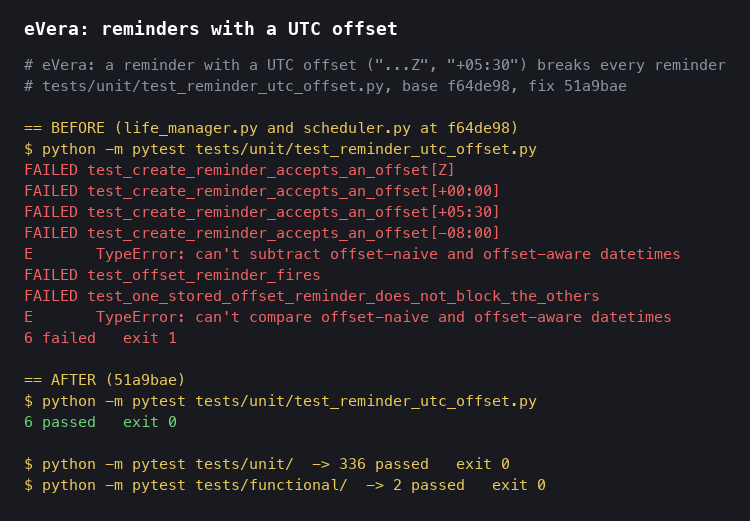 eVera: reminders with a UTC offset
# eVera: a reminder with a UTC offset ("...Z", "+05:30") breaks every reminder
# tests/unit/test_reminder_utc_offset.py, base f64de98, fix 51a9bae
== BEFORE (life_manager.py and scheduler.py at f64de98)
$ python -m pytest tests/unit/test_reminder_utc_offset.py
FAILED test_create_reminder_accepts_an_offset[Z]
FAILED test_create_reminder_accepts_an_offset[+00:00]
FAILED test_create_reminder_accepts_an_offset[+05:30]
FAILED test_create_reminder_accepts_an_offset[-08:00]
E       TypeError: can't subtract offset-naive and offset-aware datetimes
FAILED test_offset_reminder_fires
FAILED test_one_stored_offset_reminder_does_not_block_the_others
E       TypeError: can't compare offset-naive and offset-aware datetimes
6 failed   exit 1
== AFTER (51a9bae)
$ python -m pytest tests/unit/test_reminder_utc_offset.py
6 passed   exit 0
$ python -m pytest tests/unit/  -> 336 passed   exit 0
$ python -m pytest tests/functional/  -> 2 passed   exit 0